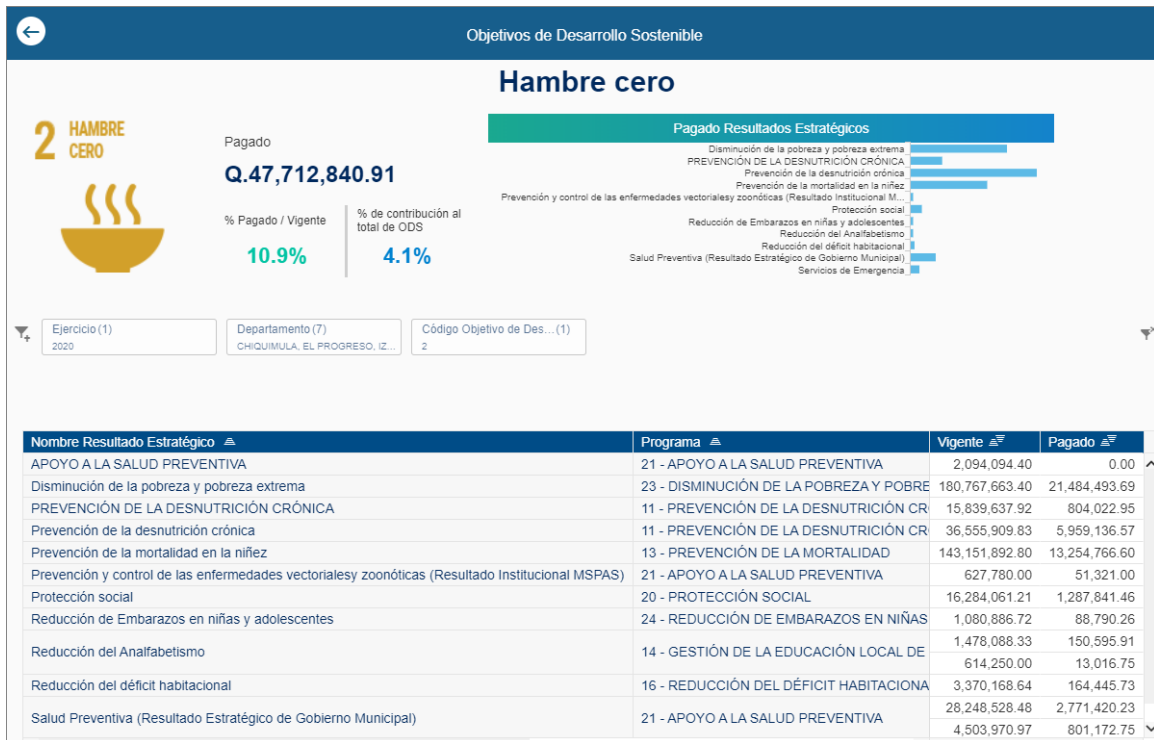 Objetivos de Desarrollo Sostenible
Hambre cero
2 HAMBRE
CERO
Pagado
Q.47,712,840.91
% Pagado / Vigente
10.9%
% de contribución al
total de ODS
4.1%
Pagado Resultados Estratégicos
Disminución de la pobreza y pobreza extrema
PREVENCIÓN DE LA DESNUTRICIÓN CRÓNICA
Prevención de la desnutrición crónica
Prevención de la mortalidad en la niñez
Prevención y control de las enfermedades vectorialesy zoonóticas (Resultado Institucional M...
Protección social
Reducción de Embarazos en niñas y adolescentes
Reducción del Analfabetismo
Reducción del déficit habitacional
Salud Preventiva (Resultado Estratégico de Gobierno Municipal)
Servicios de Emergencia
Ejercicio (1)
2020
Departamento (7)
CHIQUIMULA, EL PROGRESO, IZ...
Código Objetivo de Des... (1)
2
Nombre Resultado Estratégico Programa Vigente Pagado
APOYO A LA SALUD PREVENTIVA 21 - APOYO A LA SALUD PREVENTIVA 2,094,094.40 0.00
Disminución de la pobreza y pobreza extrema 23 - DISMINUCIÓN DE LA POBREZA Y POBRE 180,767,663.40 21,484,493.69
PREVENCIÓN DE LA DESNUTRICIÓN CRÓNICA 11 - PREVENCIÓN DE LA DESNUTRICIÓN CR 15,839,637.92 804,022.95
Prevención de la desnutrición crónica 11 - PREVENCIÓN DE LA DESNUTRICIÓN CR 36,555,909.83 5,959,136.57
Prevención de la mortalidad en la niñez 13 - PREVENCIÓN DE LA MORTALIDAD 143,151,892.80 13,254,766.60
Prevención y control de las enfermedades vectorialesy zoonóticas (Resultado Institucional MSPAS) 21 - APOYO A LA SALUD PREVENTIVA 627,780.00 51,321.00
Protección social 20 - PROTECCIÓN SOCIAL 16,284,061.21 1,287,841.46
Reducción de Embarazos en niñas y adolescentes 24 - REDUCCIÓN DE EMBARAZOS EN NIÑAS 1,080,886.72 88,790.26
Reducción del Analfabetismo 14 - GESTIÓN DE LA EDUCACIÓN LOCAL DE 1,478,088.33 150,595.91
614,250.00 13,016.75
Reducción del déficit habitacional 16 - REDUCCIÓN DEL DÉFICIT HABITACIONA 3,370,168.64 164,445.73
Salud Preventiva (Resultado Estratégico de Gobierno Municipal) 21 - APOYO A LA SALUD PREVENTIVA 28,248,528.48 2,771,420.23
4,503,970.97 801,172.75